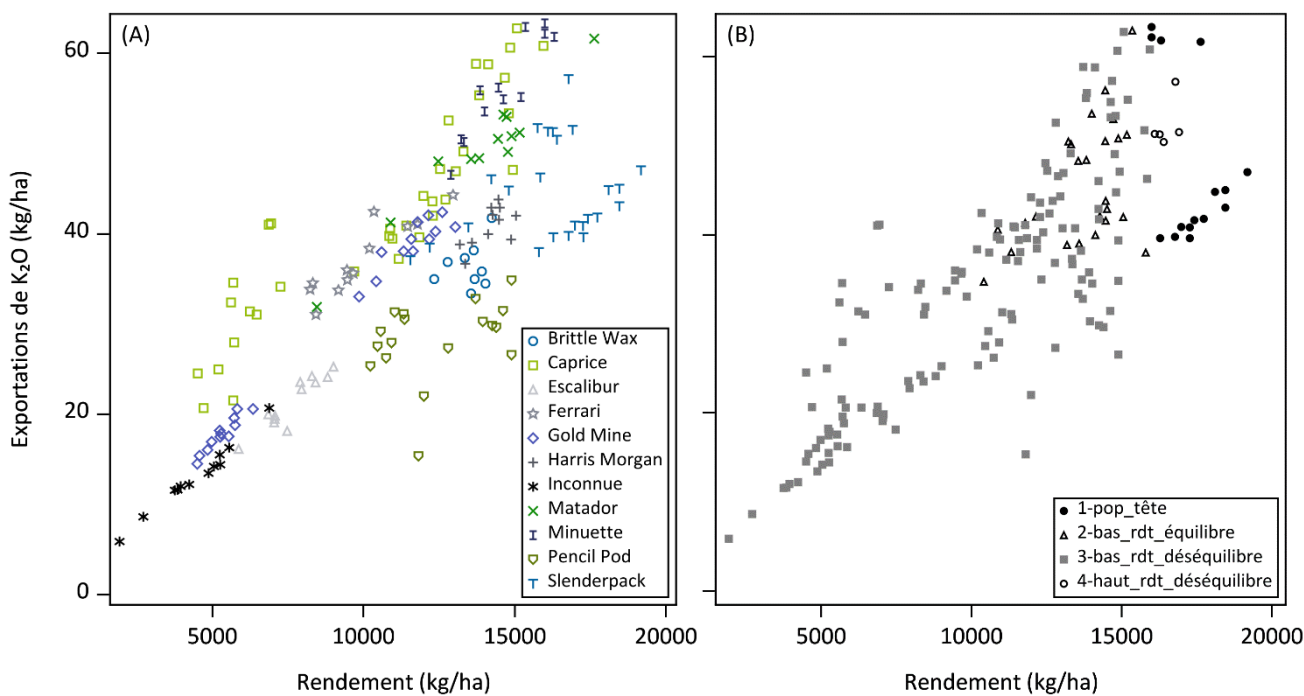 (A)
(B)
Exportations de K₂O (kg/ha)
60
40
20
0
Brittle Wax
Caprice
Escalibur
Ferrari
Gold Mine
Harris Morgan
Inconnue
Matador
Minuette
Pencil Pod
Slenderpack
1-pop_tête
2-bas_rdt_équilibre
3-bas_rdt_déséquilibre
4-haut_rdt_déséquilibre
5000 10000 15000 20000
5000 10000 15000 20000
Rendement (kg/ha)
Rendement (kg/ha)